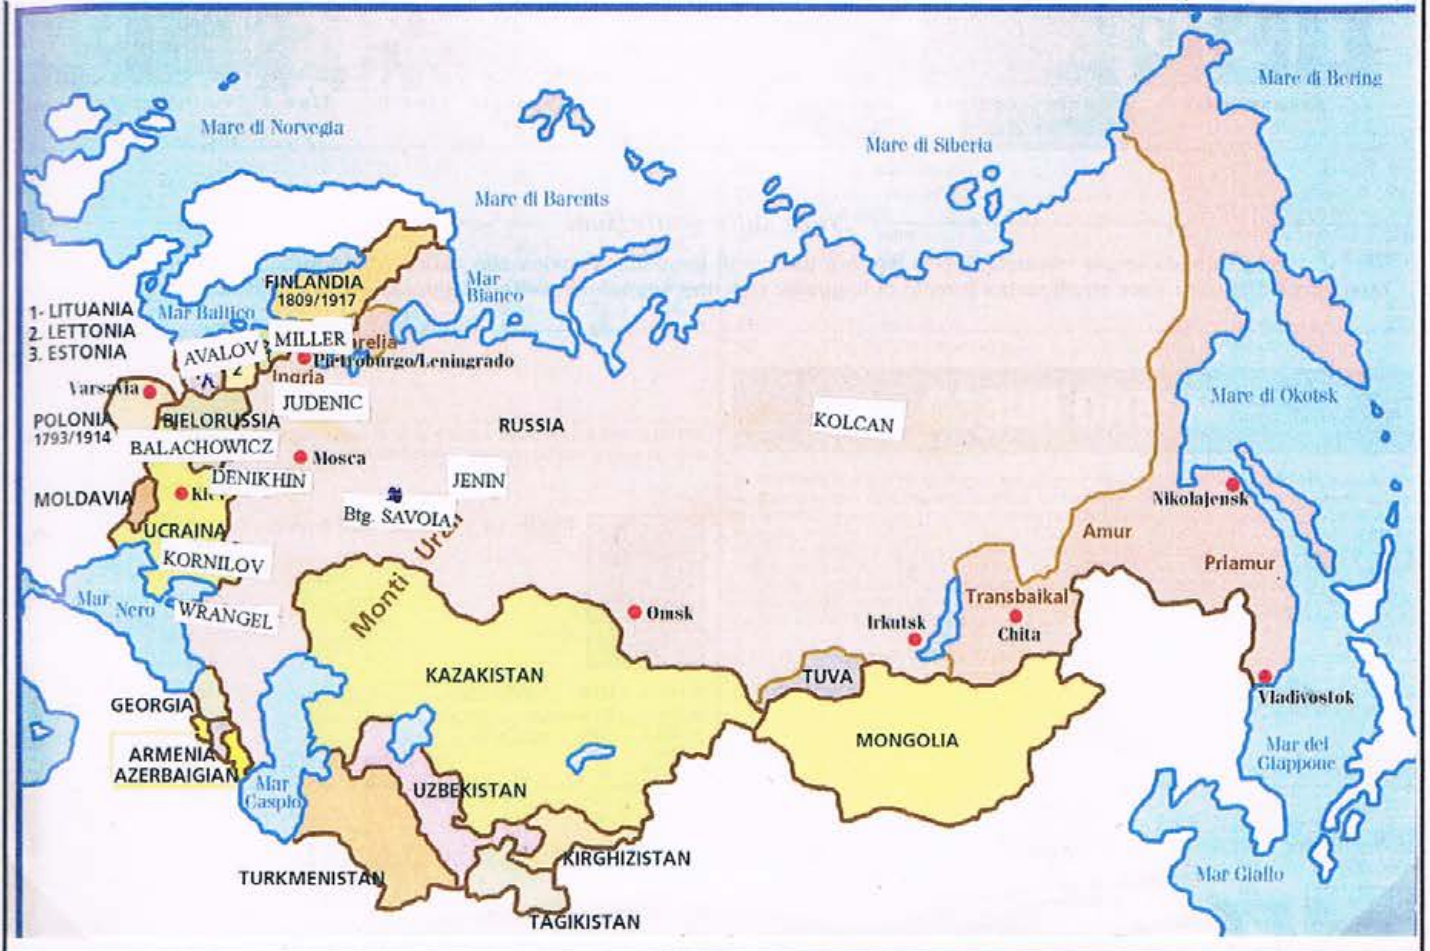 Mare di Bering
Mare di Norvegia
Mare di Siberia
Mare di Barents
FINLANDIA
1809/1917
Mar
Bianco
1- LITUANIA
2. LETTONIA
3. ESTONIA
Mar Baltico
MILLER
relia
AVALOV
2
Pietroburgo/Leningrado
Ingria
Varsavia
JUDENIC
Mare di Okotsk
POLONIA
1793/1914
BIELORUSSIA
RUSSIA
KOLCAN
BALACHOWICZ
Mosca
DENIKHIN
JENIN
MOLDAVIA
Nikolajensk
Btg. SAVOIA
UCRAINA
Amur
KORNILOV
Priamur
Mar
Nero
WRANGEL
Monti
Omsk
Transbaikal
Irkutsk
Chita
KAZAKISTAN
TUVA
GEORGIA
Vladivostok
ARMENIA
AZERBAIGIAN
MONGOLIA
Mar del
Giappone
Mar
Caspio
UZBEKISTAN
KIRGHIZISTAN
TURKMENISTAN
Mar Giallo
TAGIKISTAN